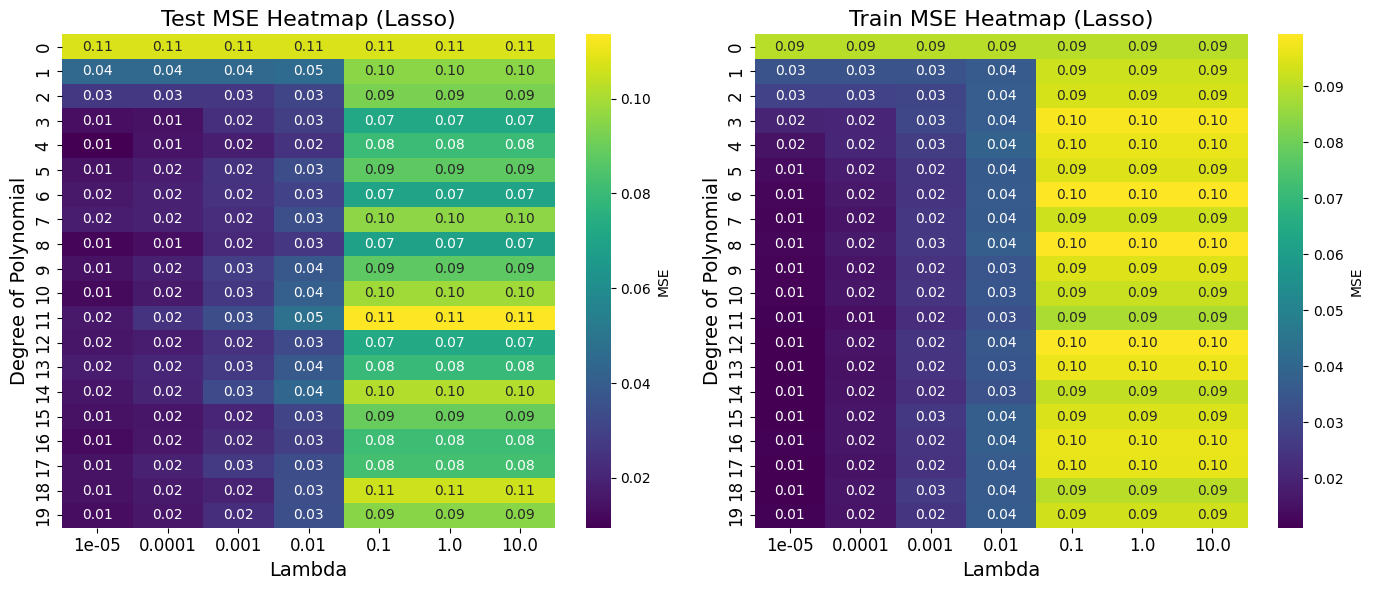 Test MSE Heatmap (Lasso)
Degree of Polynomial
0 0.11 0.11 0.11 0.11 0.11 0.11 0.11
1 0.04 0.04 0.04 0.05 0.10 0.10 0.10
2 0.03 0.03 0.03 0.03 0.09 0.09 0.09
3 0.01 0.01 0.02 0.03 0.07 0.07 0.07
4 0.01 0.01 0.02 0.02 0.08 0.08 0.08
5 0.01 0.02 0.02 0.03 0.09 0.09 0.09
6 0.02 0.02 0.02 0.03 0.07 0.07 0.07
7 0.02 0.02 0.02 0.03 0.10 0.10 0.10
8 0.01 0.01 0.02 0.03 0.07 0.07 0.07
9 0.01 0.02 0.03 0.04 0.09 0.09 0.09
10 0.01 0.02 0.03 0.04 0.10 0.10 0.10
11 0.02 0.02 0.03 0.05 0.11 0.11 0.11
12 0.02 0.02 0.02 0.03 0.07 0.07 0.07
13 0.01 0.02 0.03 0.04 0.08 0.08 0.08
14 0.02 0.02 0.03 0.04 0.10 0.10 0.10
15 0.01 0.02 0.02 0.03 0.09 0.09 0.09
16 0.01 0.02 0.02 0.03 0.08 0.08 0.08
17 0.01 0.02 0.03 0.03 0.08 0.08 0.08
18 0.01 0.02 0.02 0.03 0.11 0.11 0.11
19 0.01 0.02 0.02 0.03 0.09 0.09 0.09
1e-05 0.0001 0.001 0.01 0.1 1.0 10.0
Lambda
0.10
0.08
0.06
0.04
0.02
MSE
Train MSE Heatmap (Lasso)
Degree of Polynomial
0 0.09 0.09 0.09 0.09 0.09 0.09 0.09
1 0.03 0.03 0.03 0.04 0.09 0.09 0.09
2 0.03 0.03 0.03 0.04 0.09 0.09 0.09
3 0.02 0.02 0.03 0.04 0.10 0.10 0.10
4 0.02 0.02 0.03 0.04 0.10 0.10 0.10
5 0.01 0.02 0.02 0.04 0.09 0.09 0.09
6 0.01 0.02 0.02 0.04 0.10 0.10 0.10
7 0.01 0.02 0.02 0.04 0.09 0.09 0.09
8 0.01 0.02 0.03 0.04 0.10 0.10 0.10
9 0.01 0.02 0.02 0.03 0.09 0.09 0.09
10 0.01 0.02 0.02 0.03 0.09 0.09 0.09
11 0.01 0.01 0.02 0.03 0.09 0.09 0.09
12 0.01 0.02 0.02 0.04 0.10 0.10 0.10
13 0.01 0.02 0.02 0.03 0.10 0.10 0.10
14 0.01 0.02 0.02 0.03 0.09 0.09 0.09
15 0.01 0.02 0.03 0.04 0.09 0.09 0.09
16 0.01 0.02 0.02 0.04 0.10 0.10 0.10
17 0.01 0.02 0.02 0.04 0.10 0.10 0.10
18 0.01 0.02 0.03 0.04 0.09 0.09 0.09
19 0.01 0.02 0.02 0.04 0.09 0.09 0.09
1e-05 0.0001 0.001 0.01 0.1 1.0 10.0
Lambda
0.09
0.08
0.07
0.06
0.05
0.04
0.03
0.02
MSE